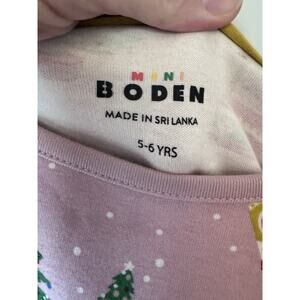 MINI
BODEN
MADE IN SRI LANKA
5-6 YRS